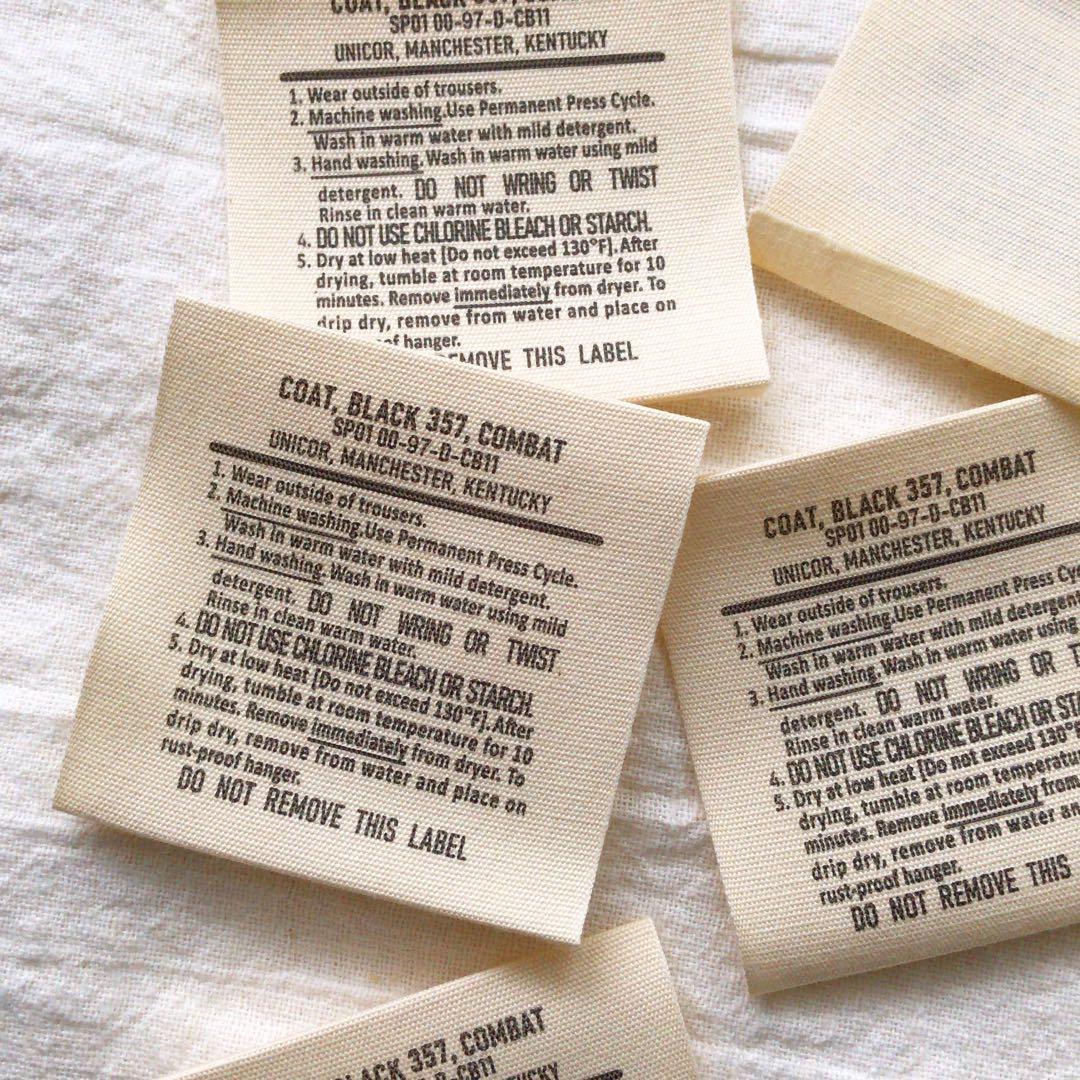 COAT, BLACK 357, COMBAT
SP01 00-97-D-CB11
UNICOR, MANCHESTER, KENTUCKY
1. Wear outside of trousers.
2. Machine washing.Use Permanent Press Cycle.
Wash in warm water with mild detergent.
3. Hand washing. Wash in warm water using mild
detergent. DO NOT WRING OR TWIST
Rinse in clean warm water.
4. DO NOT USE CHLORINE BLEACH OR STARCH.
5. Dry at low heat [Do not exceed 130°F]. After
drying, tumble at room temperature for 10
minutes. Remove immediately from dryer. To
drip dry, remove from water and place on
of hanger.
REMOVE THIS LABEL
COAT, BLACK 357, COMBAT
SP01 00-97-D-CB11
UNICOR, MANCHESTER, KENTUCKY
1. Wear outside of trousers.
2. Machine washing.Use Permanent Press Cycle.
Wash in warm water with mild detergent.
3. Hand washing. Wash in warm water using mild
detergent. DO NOT WRING OR TWIST
Rinse in clean warm water.
4. DO NOT USE CHLORINE BLEACH OR STARCH.
5. Dry at low heat [Do not exceed 130°F]. After
drying, tumble at room temperature for 10
minutes. Remove immediately from dryer. To
drip dry, remove from water and place on
rust-proof hanger.
DO NOT REMOVE THIS LABEL
COAT, BLACK 357, COMBAT
SP01 00-97-D-CB11
UNICOR, MANCHESTER, KENTUCKY
1. Wear outside of trousers.
2. Machine washing.Use Permanent Press Cy
Wash in warm water with mild detergent
3. Hand washing. Wash in warm water using
detergent. DO NOT WRING OR T
Rinse in clean warm water.
4. DO NOT USE CHLORINE BLEACH OR STA
5. Dry at low heat [Do not exceed 130°
drying, tumble at room temperatu
minutes. Remove immediately from
drip dry, remove from water an
rust-proof hanger.
DO NOT REMOVE THIS
BLACK 357, COMBAT